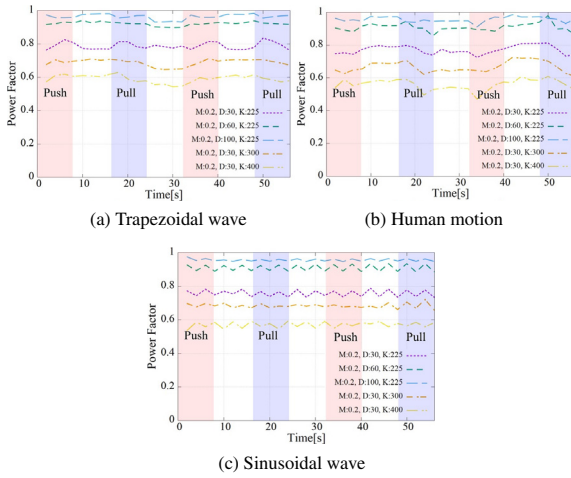 1
0.8
0.6
0.4
0.2
0
Power Factor
Push Pull Push Pull
M:0.2, D:30, K:225
M:0.2, D:60, K:225
M:0.2, D:100, K:225
M:0.2, D:30, K:300
M:0.2, D:30, K:400
0 10 20 30 40 50
Time[s]
(a) Trapezoidal wave
1
0.8
0.6
0.4
0.2
0
Power Factor
Push Pull Push Pull
M:0.2, D:30, K:225
M:0.2, D:60, K:225
M:0.2, D:100, K:225
M:0.2, D:30, K:300
M:0.2, D:30, K:400
0 10 20 30 40 50
Time[s]
(b) Human motion
1
0.8
0.6
0.4
0.2
0
Power Factor
Push Pull Push Pull
M:0.2, D:30, K:225
M:0.2, D:60, K:225
M:0.2, D:100, K:225
M:0.2, D:30, K:300
M:0.2, D:30, K:400
0 10 20 30 40 50
Time[s]
(c) Sinusoidal wave